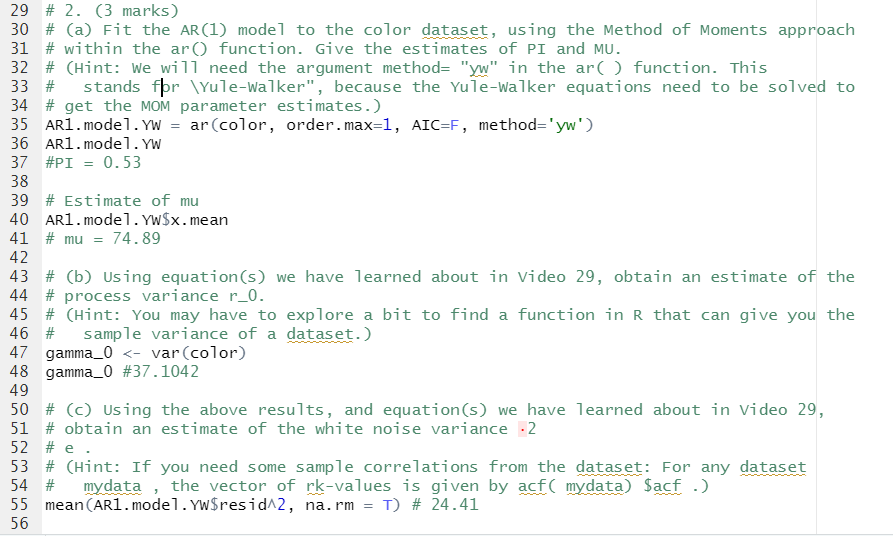 29 # 2. (3 marks)
30 # (a) Fit the AR(1) model to the color dataset, using the Method of Moments approach
31 # within the ar() function. Give the estimates of PI and MU.
32 # (Hint: We will need the argument method= "yw" in the ar( ) function. This
33 #   stands for \Yule-Walker", because the Yule-Walker equations need to be solved to
34 # get the MOM parameter estimates.)
35 AR1.model.YW = ar(color, order.max=1, AIC=F, method='yw')
36 AR1.model.YW
37 #PI = 0.53
38
39 # Estimate of mu
40 AR1.model.YW$x.mean
41 # mu = 74.89
42
43 # (b) Using equation(s) we have learned about in Video 29, obtain an estimate of the
44 # process variance r_0.
45 # (Hint: You may have to explore a bit to find a function in R that can give you the
46 #   sample variance of a dataset.)
47 gamma_0 <- var(color)
48 gamma_0 #37.1042
49
50 # (c) Using the above results, and equation(s) we have learned about in Video 29,
51 # obtain an estimate of the white noise variance ·2
52 # e .
53 # (Hint: If you need some sample correlations from the dataset: For any dataset
54 #   mydata , the vector of rk-values is given by acf( mydata) $acf .)
55 mean(AR1.model.YW$resid^2, na.rm = T) # 24.41
56